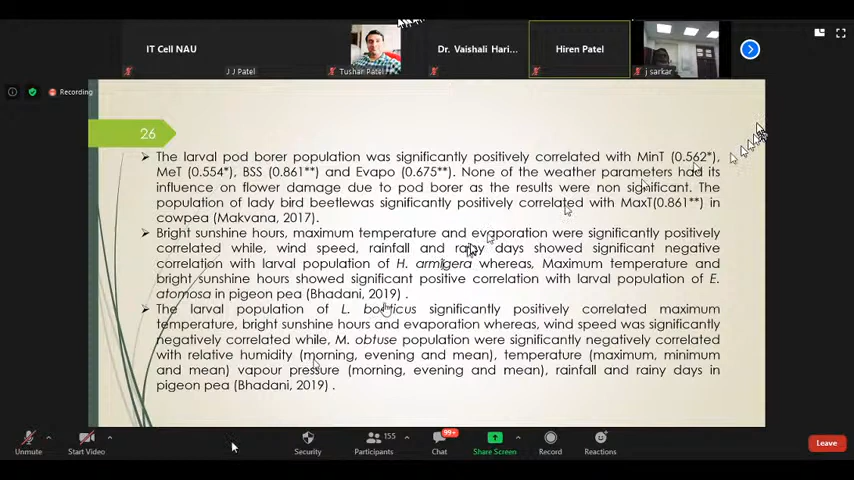 IT Cell NAU
J J Patel
Tushar Patel
Dr. Vaishali Hari...
Hiren Patel
j sarkar
Recording
26
The larval pod borer population was significantly positively correlated with MinT (0.562*),
MeT (0.554*), BSS (0.861**) and Evapo (0.675**). None of the weather parameters had its
influence on flower damage due to pod borer as the results were non significant. The
population of lady bird beetlewas significantly positively correlated with MaxT(0.861**) in
cowpea (Makvana, 2017).
Bright sunshine hours, maximum temperature and evaporation were significantly positively
correlated while, wind speed, rainfall and rainy days showed significant negative
correlation with larval population of H. armigera whereas, Maximum temperature and
bright sunshine hours showed significant positive correlation with larval population of E.
atomosa in pigeon pea (Bhadani, 2019) .
The larval population of L. boeticus significantly positively correlated maximum
temperature, bright sunshine hours and evaporation whereas, wind speed was significantly
negatively correlated while, M. obtuse population were significantly negatively correlated
with relative humidity (morning, evening and mean), temperature (maximum, minimum
and mean) vapour pressure (morning, evening and mean), rainfall and rainy days in
pigeon pea (Bhadani, 2019) .
Unmute
Start Video
Security
Participants
155
Chat
99+
Share Screen
Record
Reactions
Leave